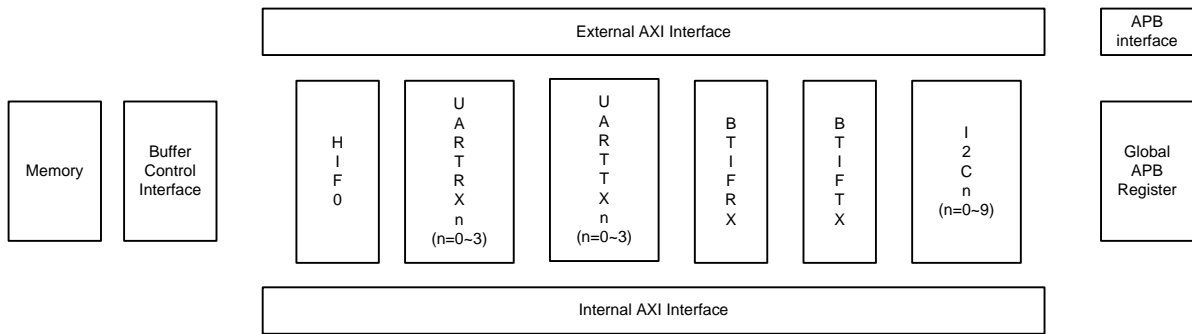 External AXI Interface
APB
interface
Memory
Buffer
Control
Interface
H
I
F
0
U
A
R
T
R
X
n
(n=0~3)
U
A
R
T
T
X
n
(n=0~3)
B
T
I
F
R
X
B
T
I
F
T
X
I
2
C
n
(n=0~9)
Global
APB
Register
Internal AXI Interface